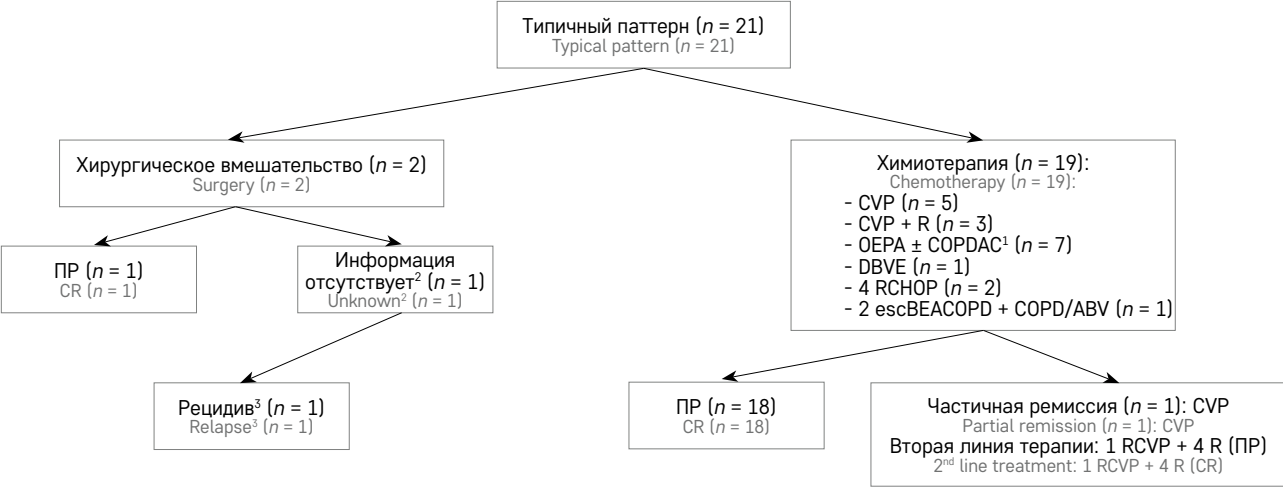 Типичный паттерн (n = 21)
Typical pattern (n = 21)
Хирургическое вмешательство (n = 2)
Surgery (n = 2)
Химиотерапия (n = 19):
Chemotherapy (n = 19):
- CVP (n = 5)
- CVP + R (n = 3)
- OEPA ± COPDAC¹ (n = 7)
- DBVE (n = 1)
- 4 RCHOP (n = 2)
- 2 escBEACOPD + COPD/ABV (n = 1)
ПР (n = 1)
CR (n = 1)
Информация
отсутствует² (n = 1)
Unknown² (n = 1)
Рецидив³ (n = 1)
Relapse³ (n = 1)
ПР (n = 18)
CR (n = 18)
Частичная ремиссия (n = 1): CVP
Partial remission (n = 1): CVP
Вторая линия терапии: 1 RCVP + 4 R (ПР)
2nd line treatment: 1 RCVP + 4 R (CR)